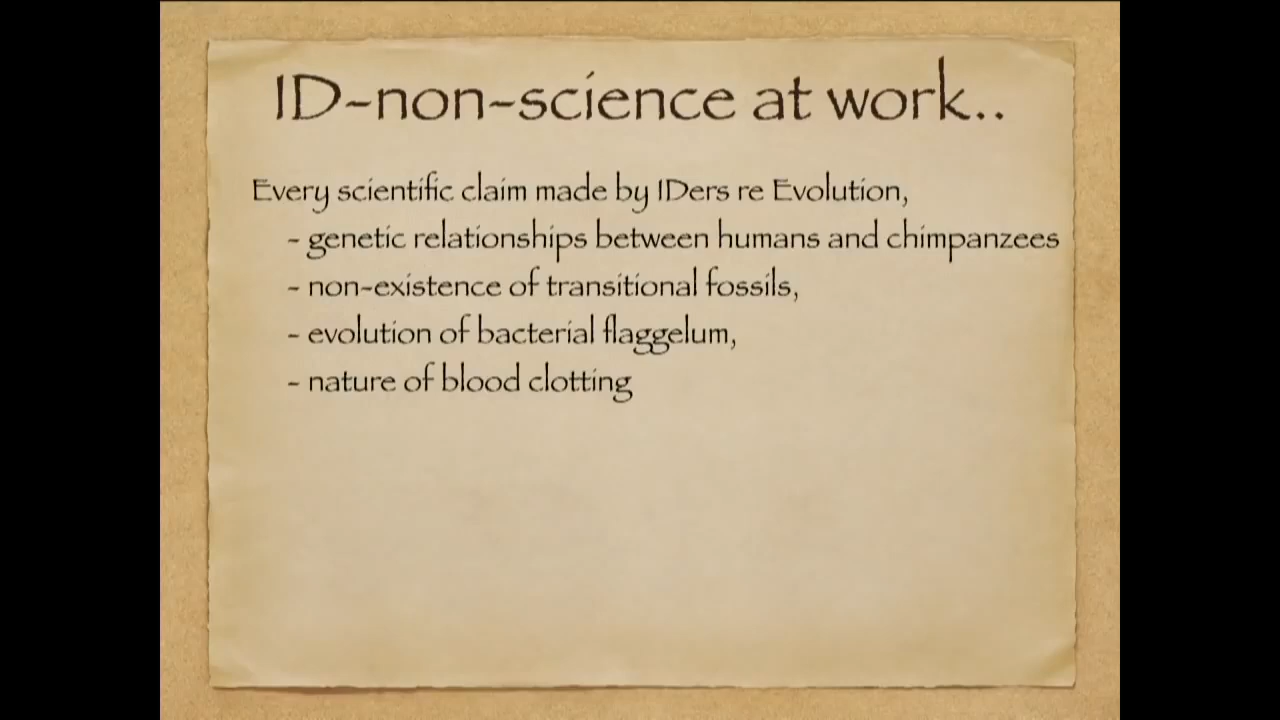 ID-non-science at work..
Every scientific claim made by IDers re Evolution,
- genetic relationships between humans and chimpanzees
- non-existence of transitional fossils,
- evolution of bacterial flaggelum,
- nature of blood clotting